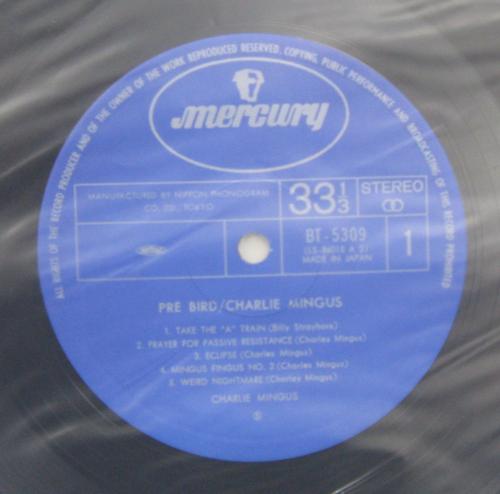 ALL RIGHTS OF THE RECORD PRODUCER AND OF THE OWNER OF THE WORK REPRODUCED RESERVED. COPYING, PUBLIC PERFORMANCE AND BROADCASTING OF THIS RECORD PROHIBITED
mercury
MANUFACTURED BY NIPPON PHONOGRAM
CO., LTD., TOKYO
33 1/3
STEREO
BT-5309
MADE IN JAPAN
1
PRE BIRD/CHARLIE MINGUS
1. TAKE THE "A" TRAIN (Billy Strayhorn)
2. PRAYER FOR PASSIVE RESISTANCE (Charles Mingus)
3. ECLIPSE (Charles Mingus)
4. MINGUS FINGUS NO. 2 (Charles Mingus)
5. WEIRD NIGHTMARE (Charles Mingus)
CHARLIE MINGUS